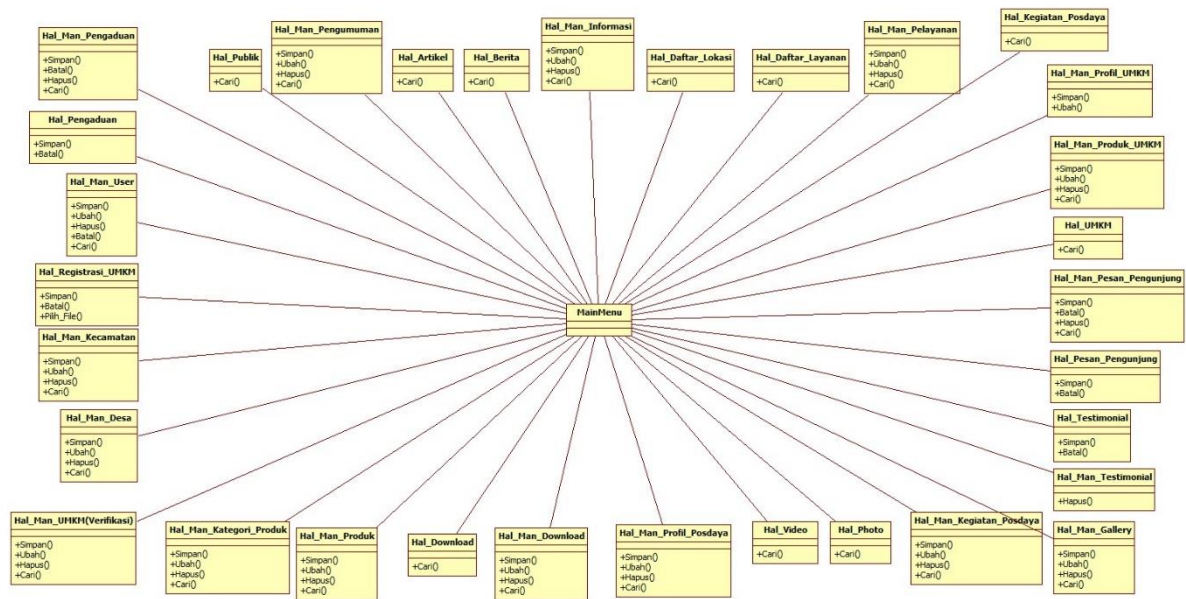 Hal_Man_Pengaduan
+Simpan()
+Batal()
+Hapus()
+Cari()
Hal_Publik
+Cari()
Hal_Man_Pengumuman
+Simpan()
+Ubah()
+Hapus()
+Cari()
Hal_Artikel
+Cari()
Hal_Berita
+Cari()
Hal_Man_Informasi
+Simpan()
+Ubah()
+Hapus()
+Cari()
Hal_Daftar_Lokasi
+Cari()
Hal_Daftar_Layanan
+Cari()
Hal_Man_Pelayanan
+Simpan()
+Ubah()
+Hapus()
+Cari()
Hal_Kegiatan_Posdaya
+Cari()
Hal_Man_Profil_UMKM
+Simpan()
+Ubah()
Hal_Pengaduan
+Simpan()
+Batal()
Hal_Man_Produk_UMKM
+Simpan()
+Ubah()
+Hapus()
+Cari()
Hal_Man_User
+Simpan()
+Ubah()
+Hapus()
+Batal()
+Cari()
Hal_UMKM
+Cari()
Hal_Registrasi_UMKM
+Simpan()
+Batal()
+Pilih_File()
MainMenu
Hal_Man_Pesan_Pengunjung
+Simpan()
+Batal()
+Hapus()
+Cari()
Hal_Man_Kecamatan
+Simpan()
+Ubah()
+Hapus()
+Cari()
Hal_Pesan_Pengunjung
+Simpan()
+Batal()
Hal_Man_Desa
+Simpan()
+Ubah()
+Hapus()
+Cari()
Hal_Testimonial
+Simpan()
+Batal()
Hal_Man_Testimonial
+Hapus()
Hal_Man_UMKM(Verifikasi)
+Simpan()
+Ubah()
+Hapus()
+Cari()
Hal_Man_Kategori_Produk
+Simpan()
+Ubah()
+Hapus()
+Cari()
Hal_Man_Produk
+Simpan()
+Ubah()
+Hapus()
+Cari()
Hal_Download
+Cari()
Hal_Man_Download
+Simpan()
+Ubah()
+Hapus()
+Cari()
Hal_Man_Profil_Posdaya
+Simpan()
+Ubah()
+Hapus()
+Cari()
Hal_Video
+Cari()
Hal_Photo
+Cari()
Hal_Man_Kegiatan_Posdaya
+Simpan()
+Ubah()
+Hapus()
+Cari()
Hal_Man_Gallery
+Simpan()
+Ubah()
+Hapus()
+Cari()